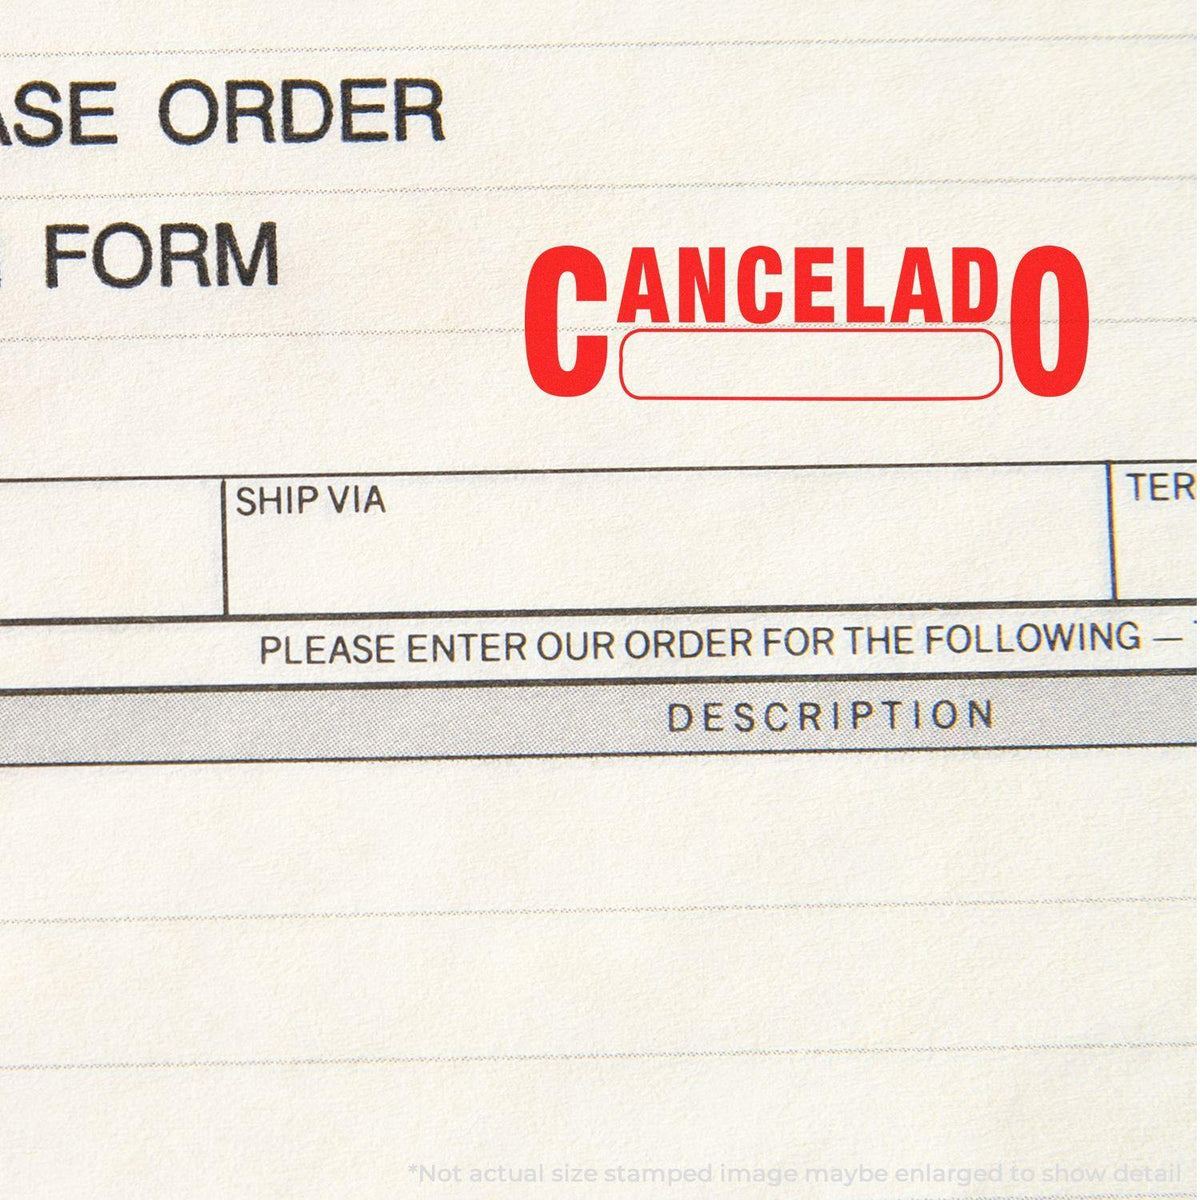 ASE ORDER
FORM
CANCELADO
SHIP VIA
TER
PLEASE ENTER OUR ORDER FOR THE FOLLOWING —
DESCRIPTION
*Not actual size stamped image maybe enlarged to show detail